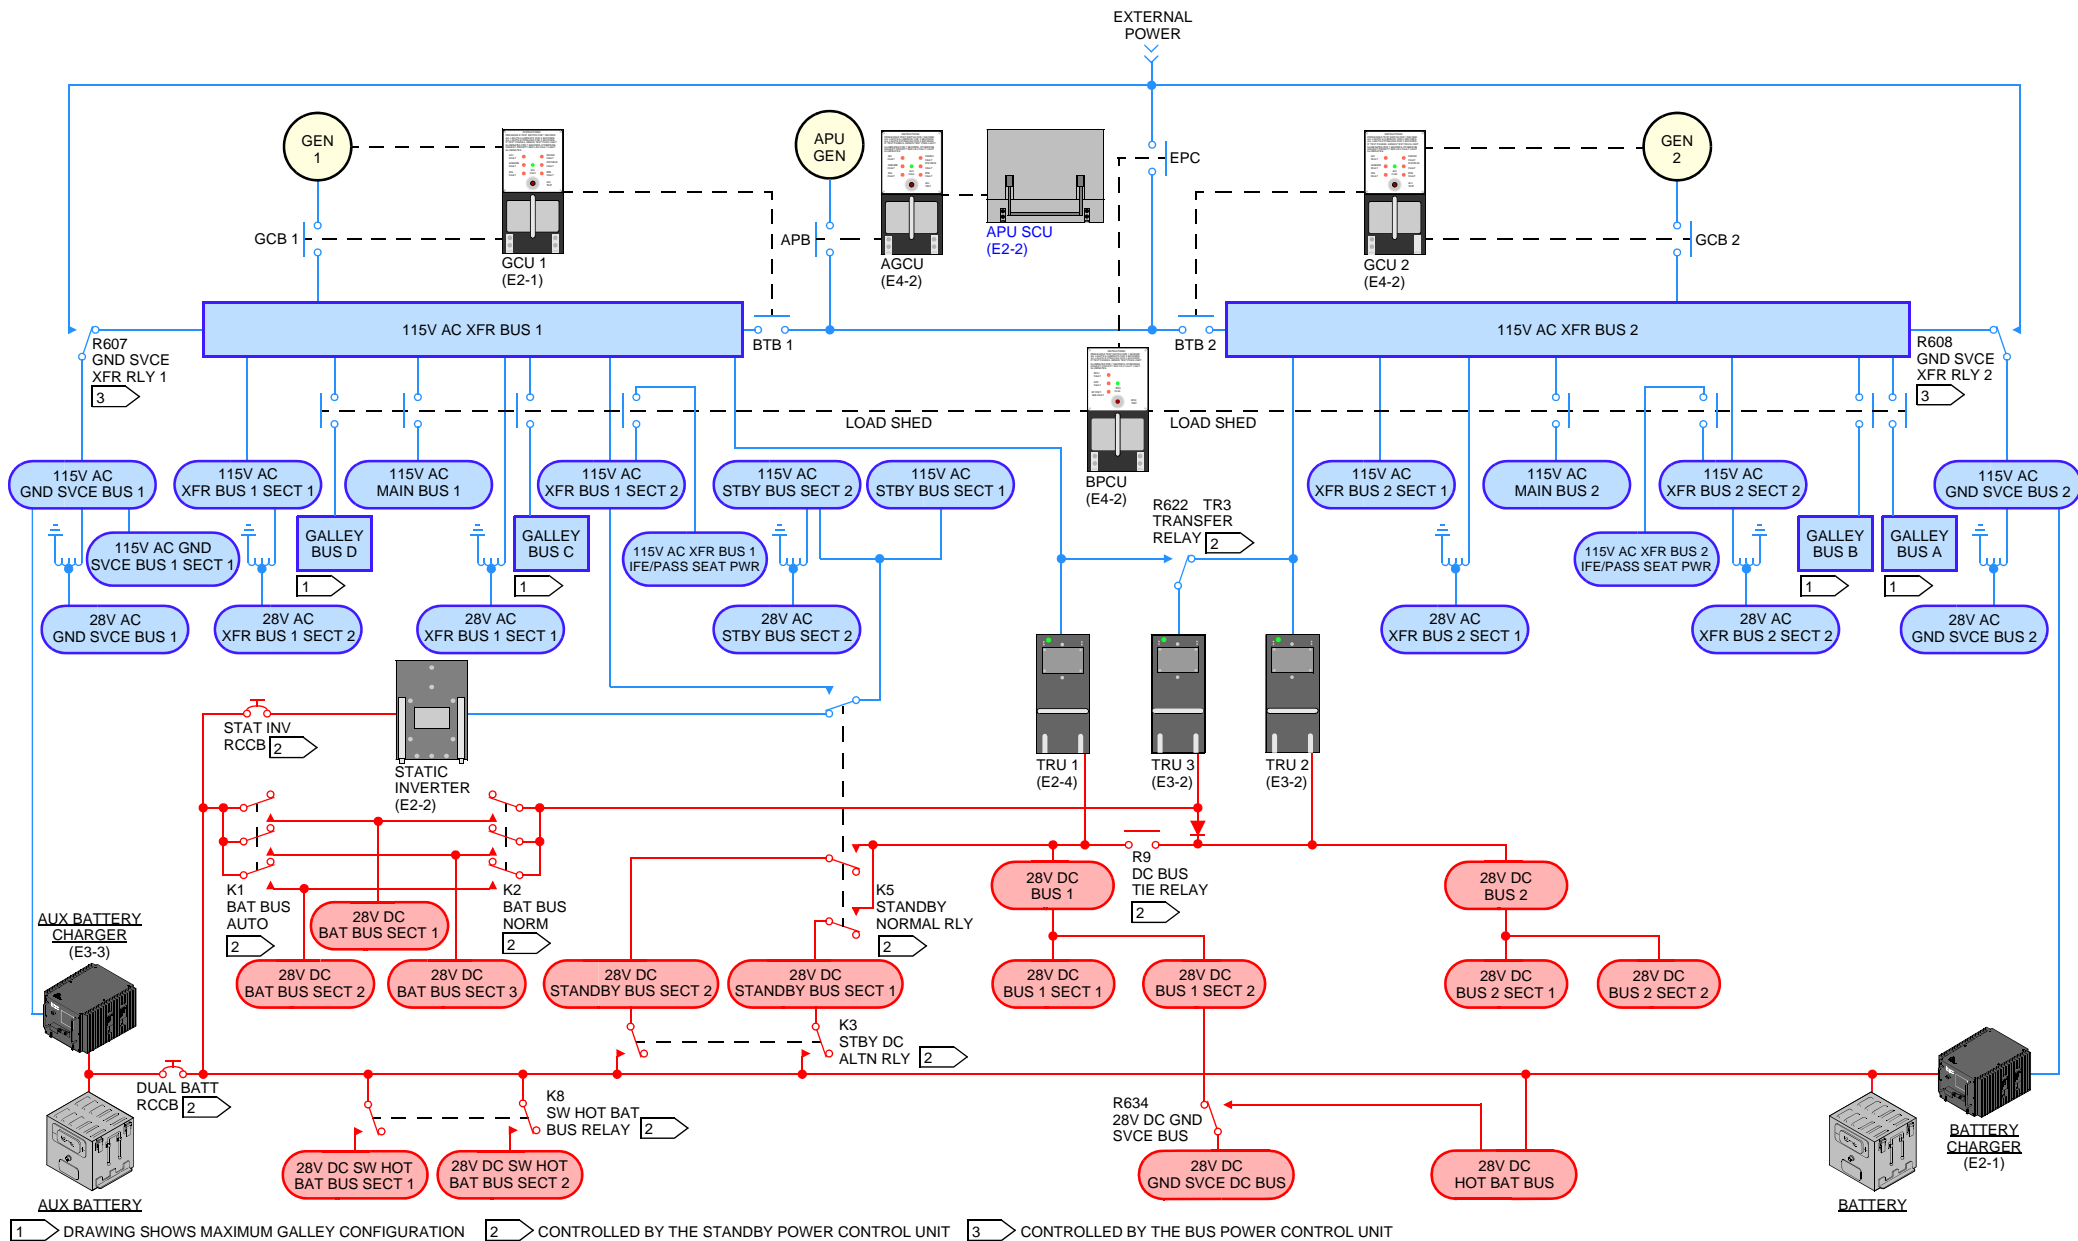 EXTERNAL
POWER
GEN
1
APU
GEN
GEN
2
EPC
GCB 1
APB
GCB 2
APU SCU
(E2-2)
GCU 1
(E2-1)
AGCU
(E4-2)
GCU 2
(E4-2)
115V AC XFR BUS 1
115V AC XFR BUS 2
BTB 1
BTB 2
R607
GND SVCE
XFR RLY 1
3
R608
GND SVCE
XFR RLY 2
3
LOAD SHED
LOAD SHED
BPCU
(E4-2)
115V AC
GND SVCE BUS 1
115V AC
XFR BUS 1 SECT 1
115V AC
MAIN BUS 1
115V AC
XFR BUS 1 SECT 2
115V AC
STBY BUS SECT 2
115V AC
STBY BUS SECT 1
115V AC
XFR BUS 2 SECT 1
115V AC
MAIN BUS 2
115V AC
XFR BUS 2 SECT 2
115V AC
GND SVCE BUS 2
R622 TR3
TRANSFER
RELAY
2
115V AC GND
SVCE BUS 1 SECT 1
GALLEY
BUS D
1
GALLEY
BUS C
1
115V AC XFR BUS 1
IFE/PASS SEAT PWR
115V AC XFR BUS 2
IFE/PASS SEAT PWR
GALLEY
BUS B
1
GALLEY
BUS A
1
28V AC
GND SVCE BUS 1
28V AC
XFR BUS 1 SECT 2
28V AC
XFR BUS 1 SECT 1
28V AC
STBY BUS SECT 2
28V AC
XFR BUS 2 SECT 1
28V AC
XFR BUS 2 SECT 2
28V AC
GND SVCE BUS 2
STAT INV
RCCB
2
STATIC
INVERTER
(E2-2)
TRU 1
(E2-4)
TRU 3
(E3-2)
TRU 2
(E3-2)
K1
BAT BUS
AUTO
2
K2
BAT BUS
NORM
2
K5
STANDBY
NORMAL RLY
2
R9
DC BUS
TIE RELAY
2
28V DC
BUS 1
28V DC
BUS 2
28V DC
BAT BUS SECT 1
28V DC
BAT BUS SECT 2
28V DC
BAT BUS SECT 3
28V DC
STANDBY BUS SECT 2
28V DC
STANDBY BUS SECT 1
28V DC
BUS 1 SECT 1
28V DC
BUS 1 SECT 2
28V DC
BUS 2 SECT 1
28V DC
BUS 2 SECT 2
AUX BATTERY
CHARGER
(E3-3)
K3
STBY DC
ALTN RLY
2
DUAL BATT
RCCB
2
K8
SW HOT BAT
BUS RELAY
2
R634
28V DC GND
SVCE BUS
BATTERY
CHARGER
(E2-1)
28V DC SW HOT
BAT BUS SECT 1
28V DC SW HOT
BAT BUS SECT 2
28V DC
GND SVCE DC BUS
28V DC
HOT BAT BUS
AUX BATTERY
BATTERY
1 DRAWING SHOWS MAXIMUM GALLEY CONFIGURATION 2 CONTROLLED BY THE STANDBY POWER CONTROL UNIT 3 CONTROLLED BY THE BUS POWER CONTROL UNIT